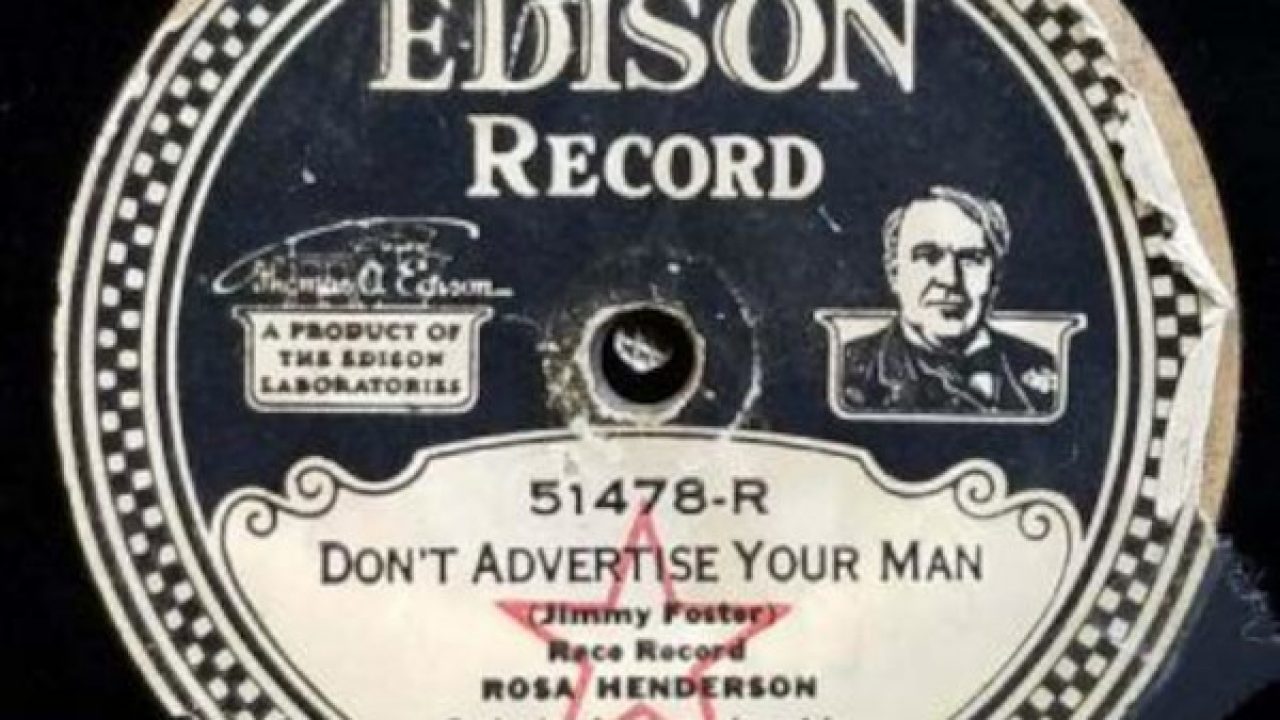 EDISON
RECORD
Thomas A. Edison
A PRODUCT OF
THE EDISON
LABORATORIES
51478-R
DON'T ADVERTISE YOUR MAN
(Jimmy Foster)
Race Record
ROSA HENDERSON